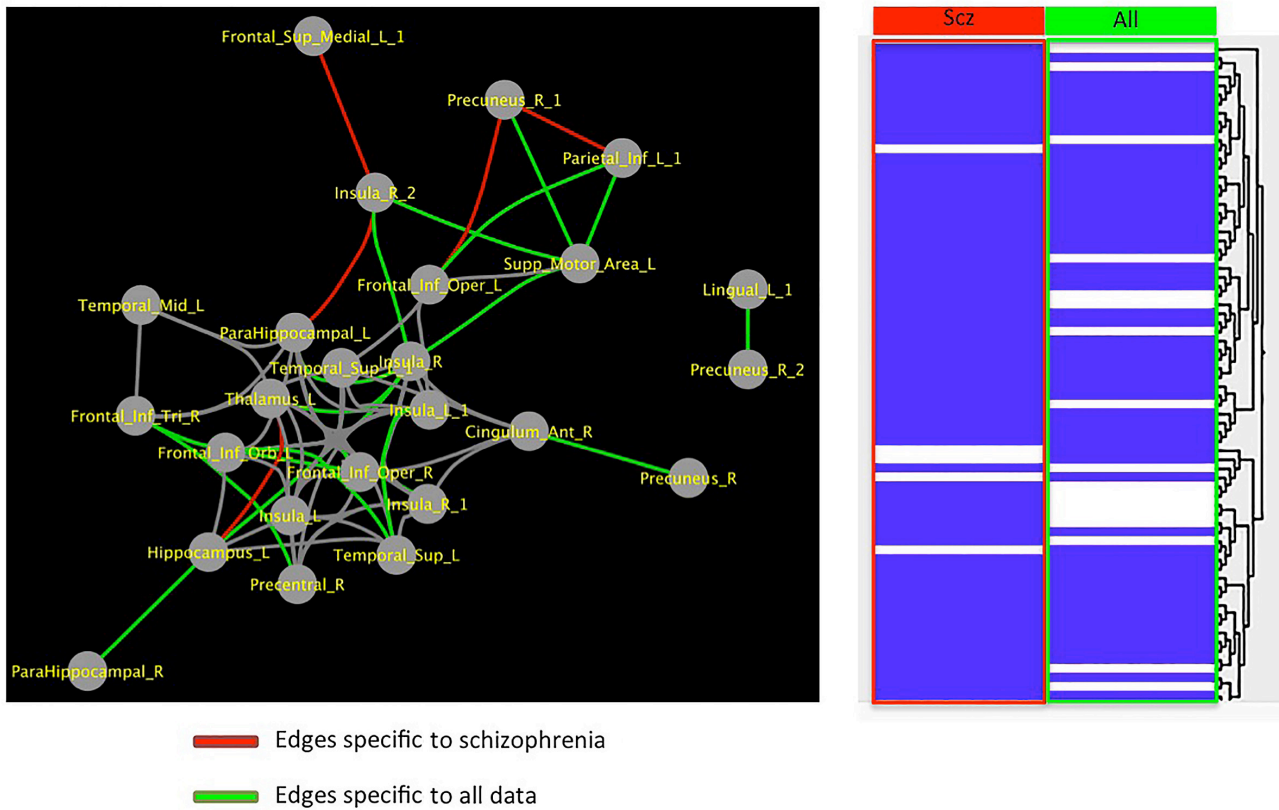 Scz
All
Frontal_Sup_Medial_L_1
Precuneus_R_1
Parietal_Inf_L_1
Insula_R_2
Supp_Motor_Area_L
Frontal_Inf_Oper_L
Lingual_L_1
Temporal_Mid_L
ParaHippocampal_L
Temporal_Sup_L_1
Insula_R
Precuneus_R_2
Thalamus_L
Insula_L_1
Frontal_Inf_Tri_R
Cingulum_Ant_R
Frontal_Inf_Orb_L
Frontal_Inf_Oper_R
Precuneus_R
Insula_R_1
Insula_L
Hippocampus_L
Temporal_Sup_L
Precentral_R
ParaHippocampal_R
Edges specific to schizophrenia
Edges specific to all data